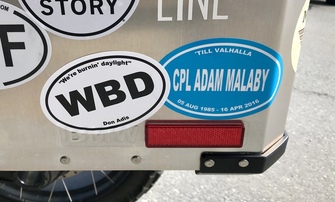 STORY
LINE
F
"We're burnin' daylight"
WBD
Don Adis
"TILL VALHALLA
CPL ADAM MALABY
05 AUG 1985 - 16 APR 2016